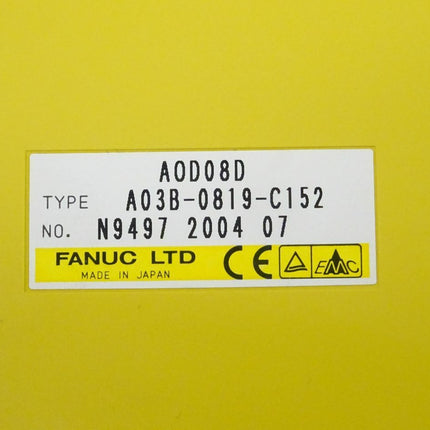 AOD08D
TYPE A03B-0819-C152
NO. N9497 2004 07
FANUC LTD CE EMC
MADE IN JAPAN